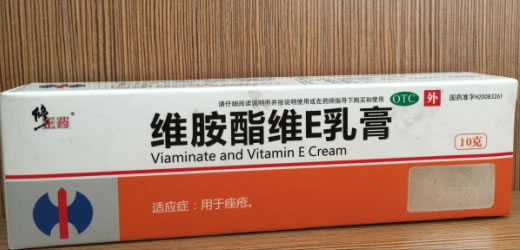 请仔细阅读说明书并按说明使用或在药师指导下购买和使用
OTC
外
国药准字H20083261
修正药
维胺酯维E乳膏
Viaminate and Vitamin E Cream
10克
适应症：用于痤疮。